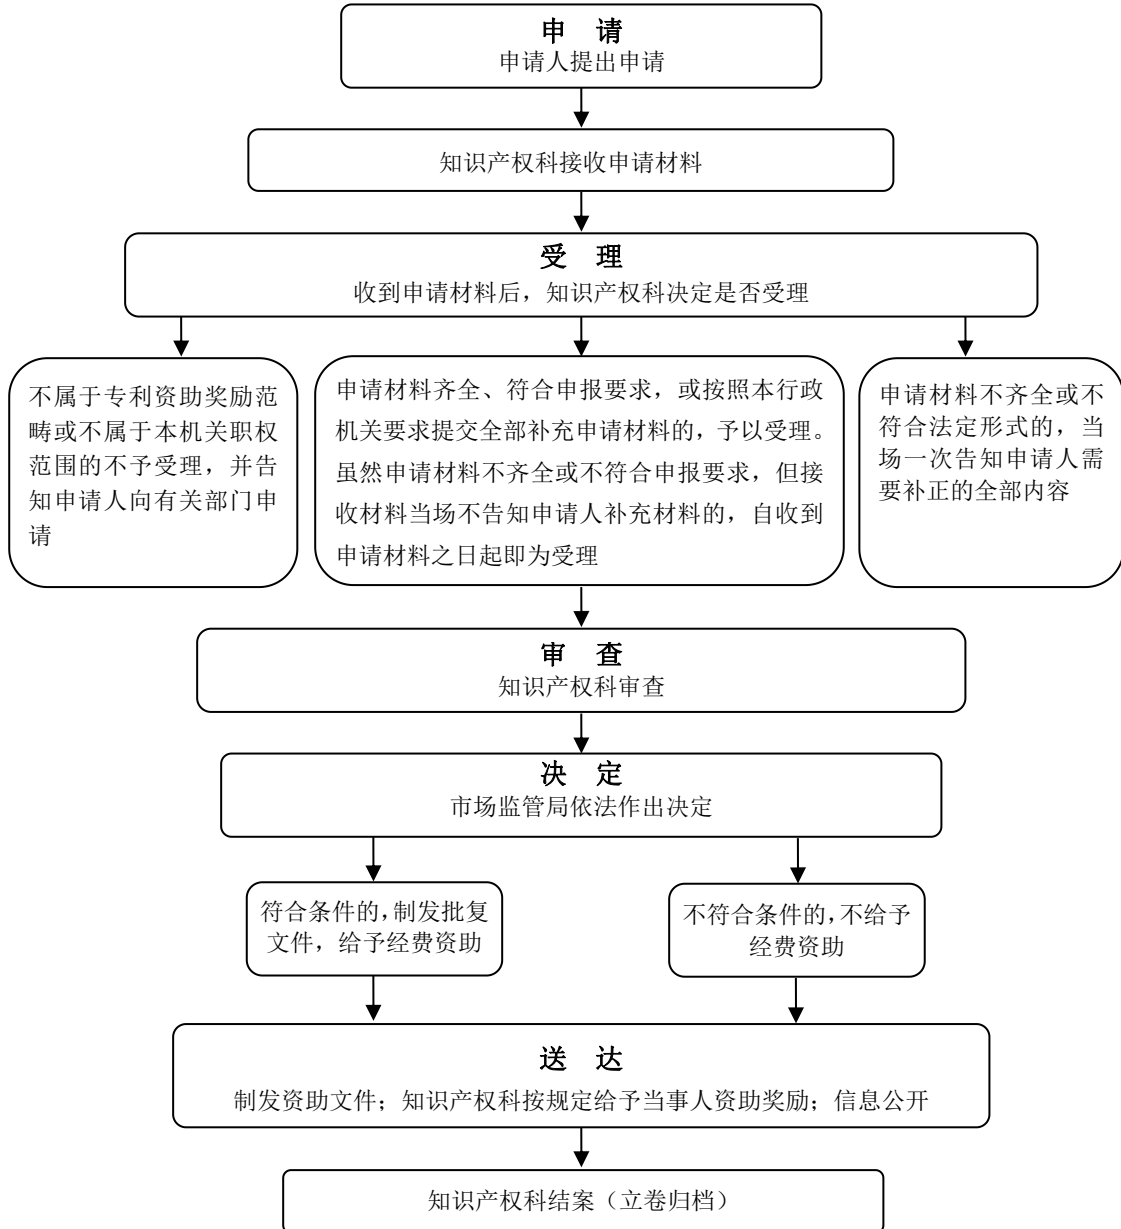 申　请
申请人提出申请
知识产权科接收申请材料
受　理
收到申请材料后，知识产权科决定是否受理
不属于专利资助奖励范
畴或不属于本机关职权
范围的不予受理，并告
知申请人向有关部门申
请
申请材料齐全、符合申报要求，或按照本行政
机关要求提交全部补充申请材料的，予以受理。
虽然申请材料不齐全或不符合申报要求，但接
收材料当场不告知申请人补充材料的，自收到
申请材料之日起即为受理
申请材料不齐全或不
符合法定形式的，当
场一次告知申请人需
要补正的全部内容
审　查
知识产权科审查
决　定
市场监管局依法作出决定
符合条件的，制发批复
文件，给予经费资助
不符合条件的，不给予
经费资助
送　达
制发资助文件；知识产权科按规定给予当事人资助奖励；信息公开
知识产权科结案（立卷归档）